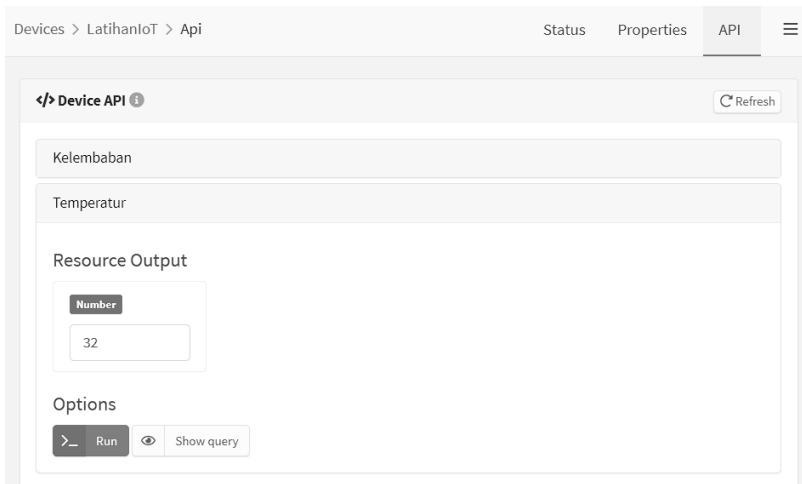 Devices > LatihanIoT > Api Status Properties API
</> Device API Refresh
Kelembaban
Temperatur
Resource Output
Number
32
Options
>_ Run Show query